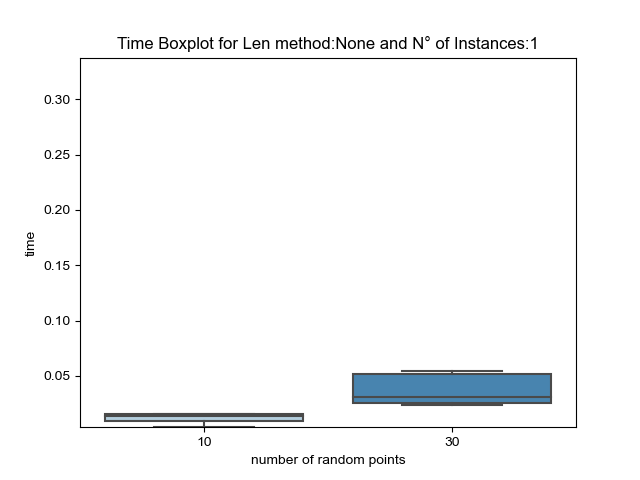 Time Boxplot for Len method:None and N° of Instances:1
0.30
0.25
0.20
0.15
0.10
0.05
time
10
30
number of random points